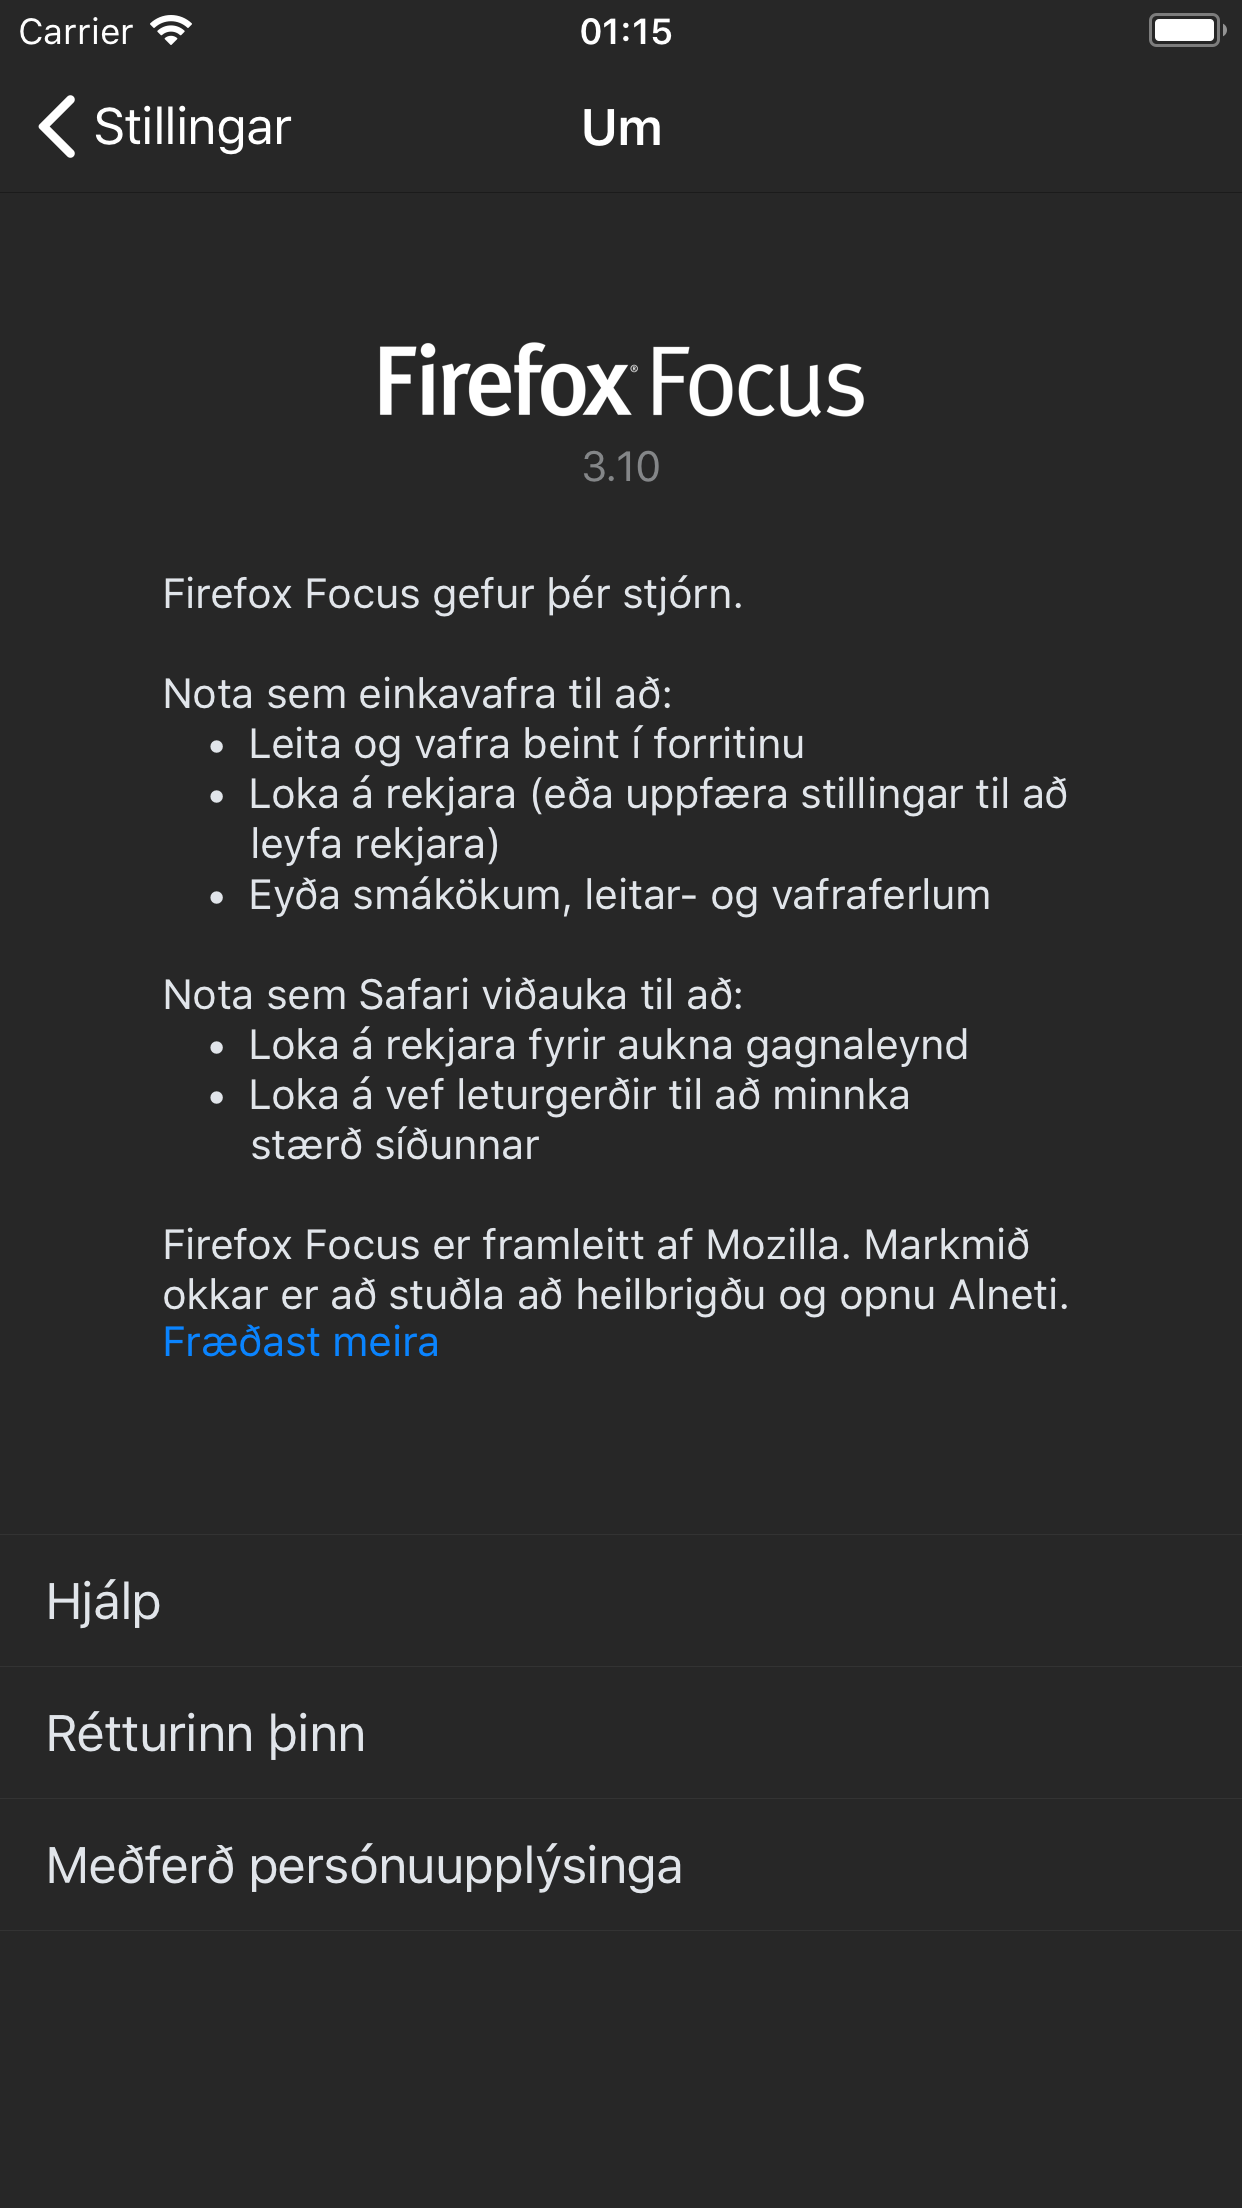 Carrier
01:15
Stillingar
Um
Firefox® Focus
3.10
Firefox Focus gefur þér stjórn.
Nota sem einkavafra til að:
• Leita og vafra beint í forritinu
• Loka á rekjara (eða uppfæra stillingar til að
leyfa rekjara)
• Eyða smákökum, leitar- og vafraferlum
Nota sem Safari viðauka til að:
• Loka á rekjara fyrir aukna gagnaleynd
• Loka á vef leturgerðir til að minnka
stærð síðunnar
Firefox Focus er framleitt af Mozilla. Markmið
okkar er að stuðla að heilbrigðu og opnu Alneti.
Fræðast meira
Hjálp
Rétturinn þinn
Meðferð persónuupplýsinga